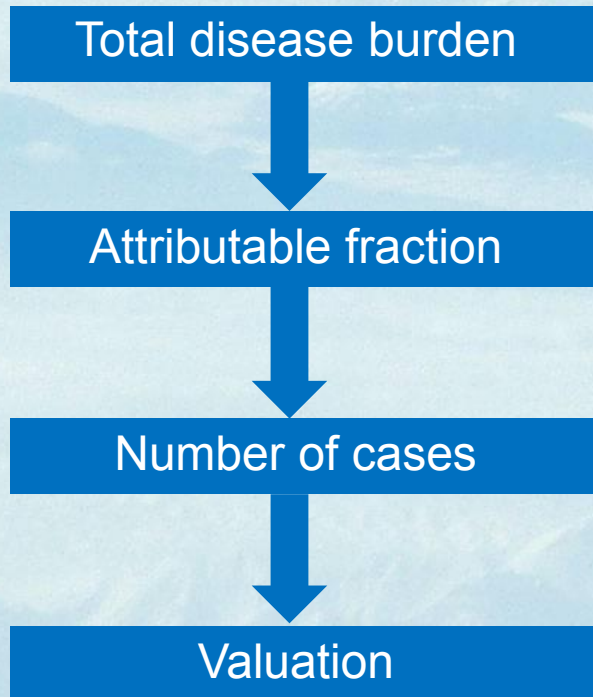 Total disease burden
Attributable fraction
Number of cases
Valuation